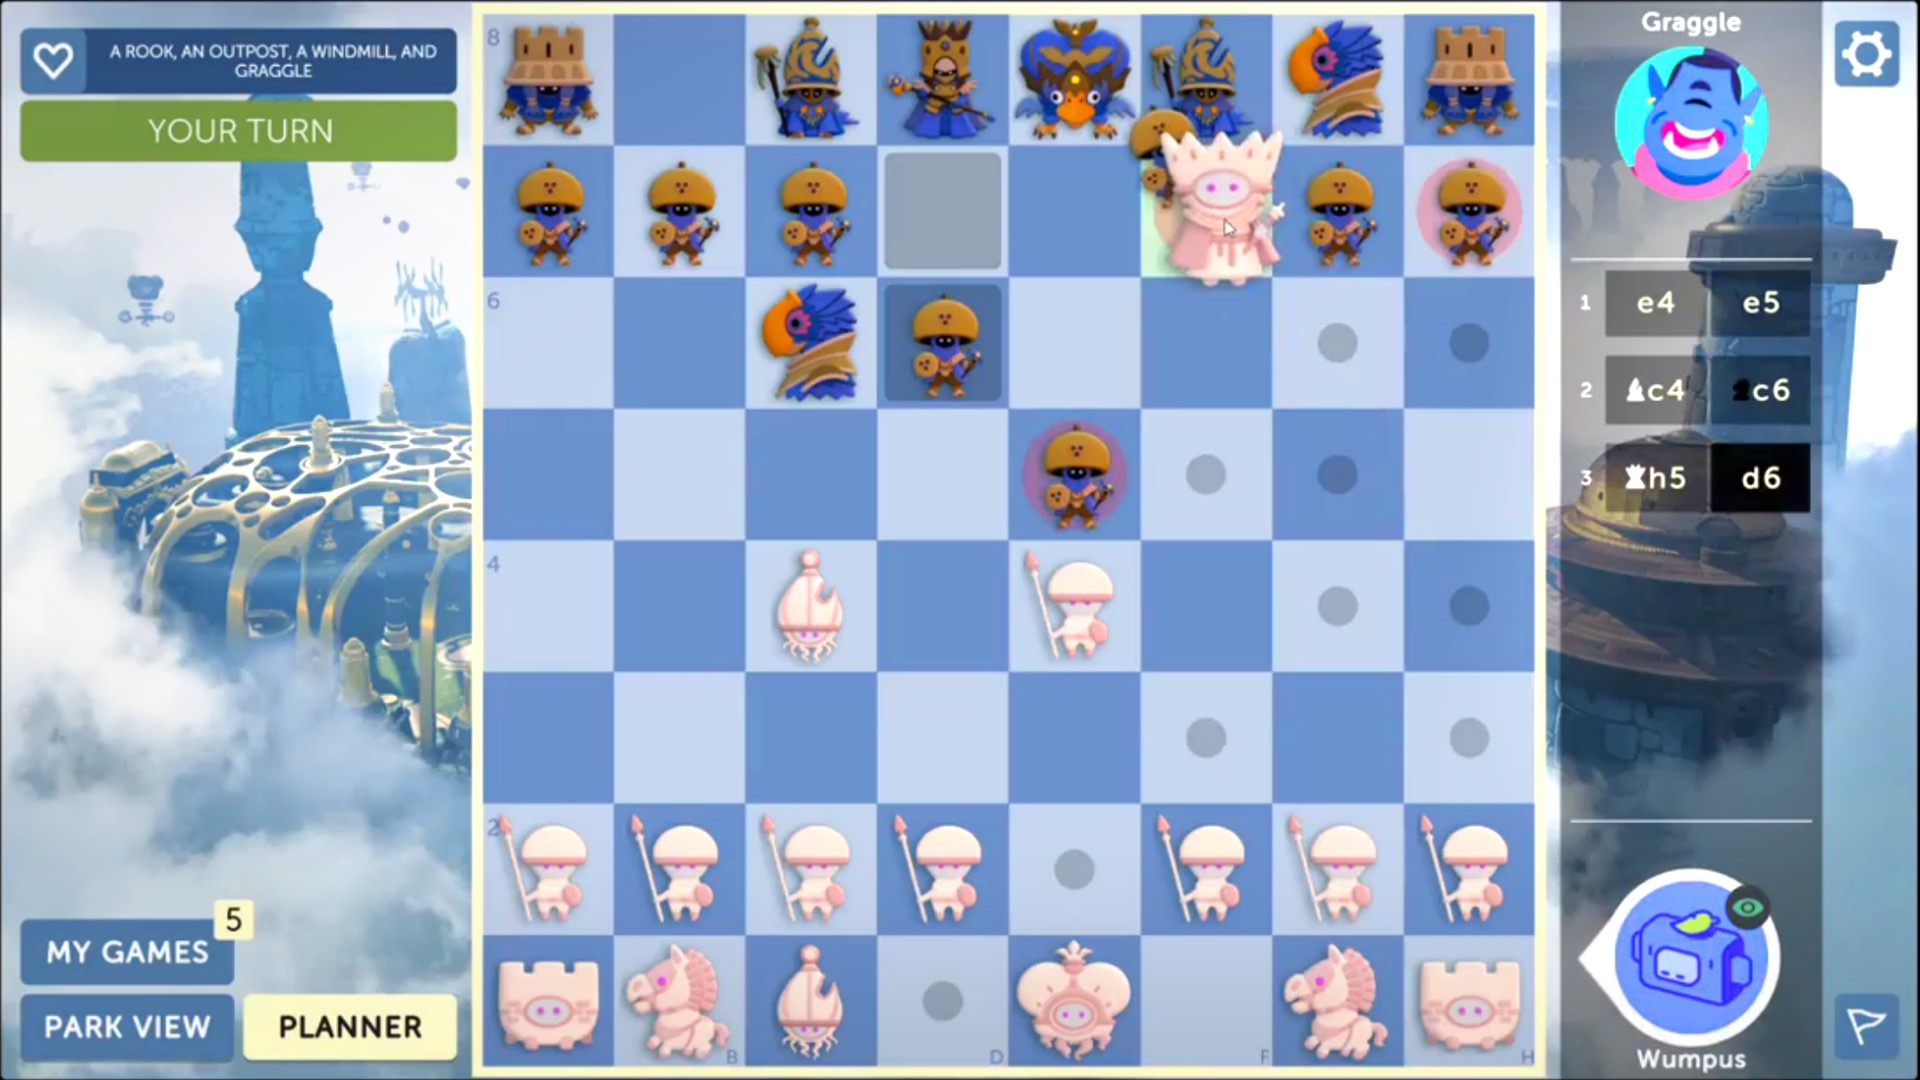 A ROOK, AN OUTPOST, A WINDMILL, AND
GRAGGLE
YOUR TURN
MY GAMES
5
PARK VIEW
PLANNER
8
6
4
2
B
D
F
H
Graggle
1 e4 e5
2 c4 c6
3 h5 d6
Wumpus